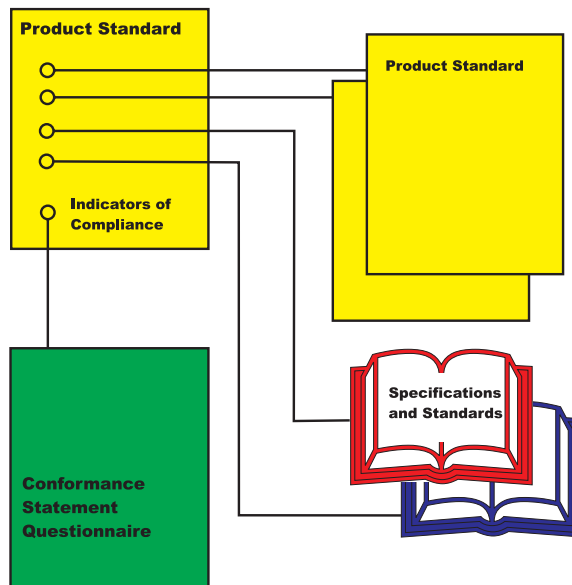 Product Standard
Product Standard
Indicators of
Compliance
Specifications
and Standards
Conformance
Statement
Questionnaire